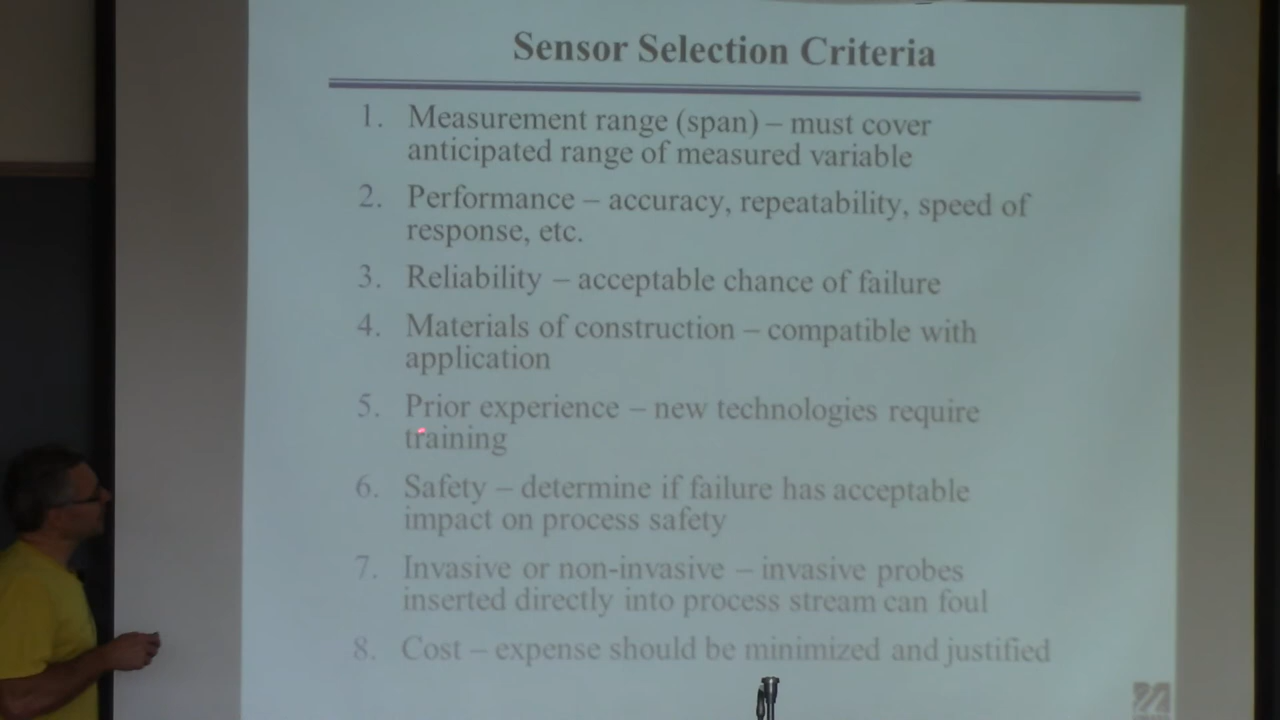 Sensor Selection Criteria
1. Measurement range (span) – must cover
anticipated range of measured variable
2. Performance – accuracy, repeatability, speed of
response, etc.
3. Reliability – acceptable chance of failure
4. Materials of construction – compatible with
application
5. Prior experience – new technologies require
training
6. Safety – determine if failure has acceptable
impact on process safety
7. Invasive or non-invasive – invasive probes
inserted directly into process stream can foul
8. Cost – expense should be minimized and justified